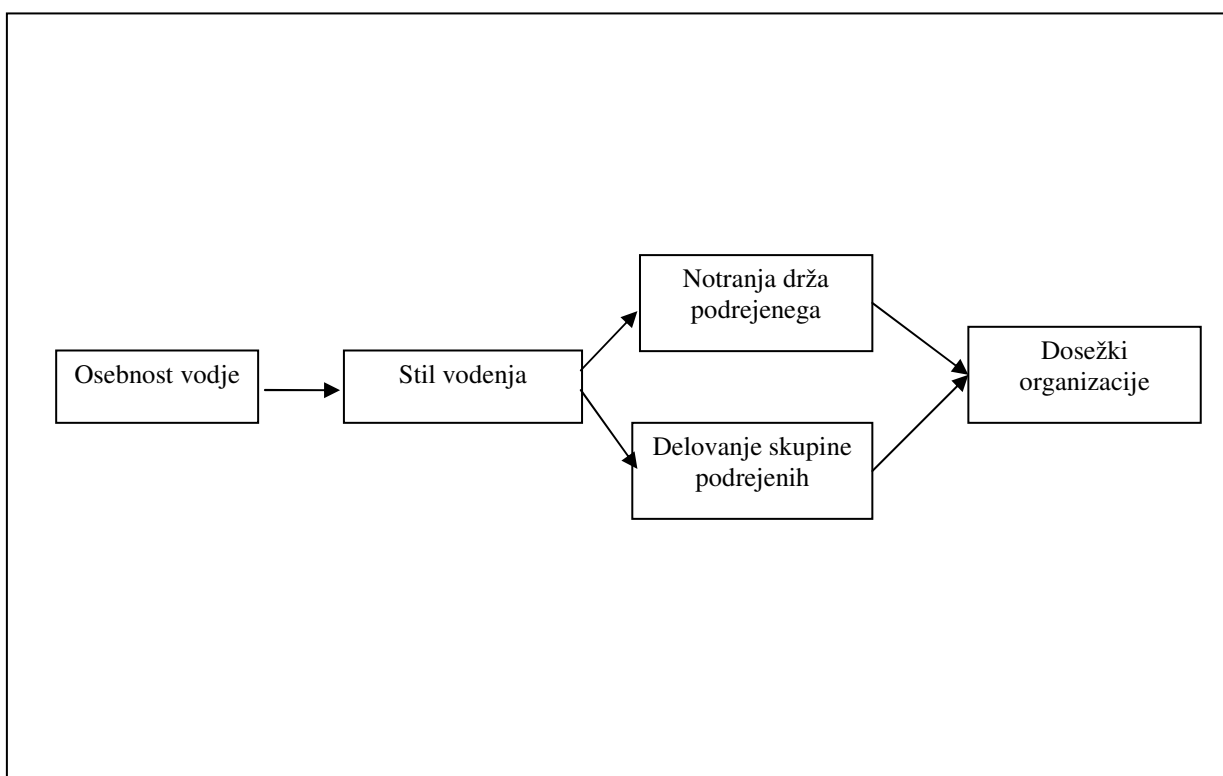 Osebnost vodje
Stil vodenja
Notranja drža
podrejenega
Delovanje skupine
podrejenih
Dosežki
organizacije